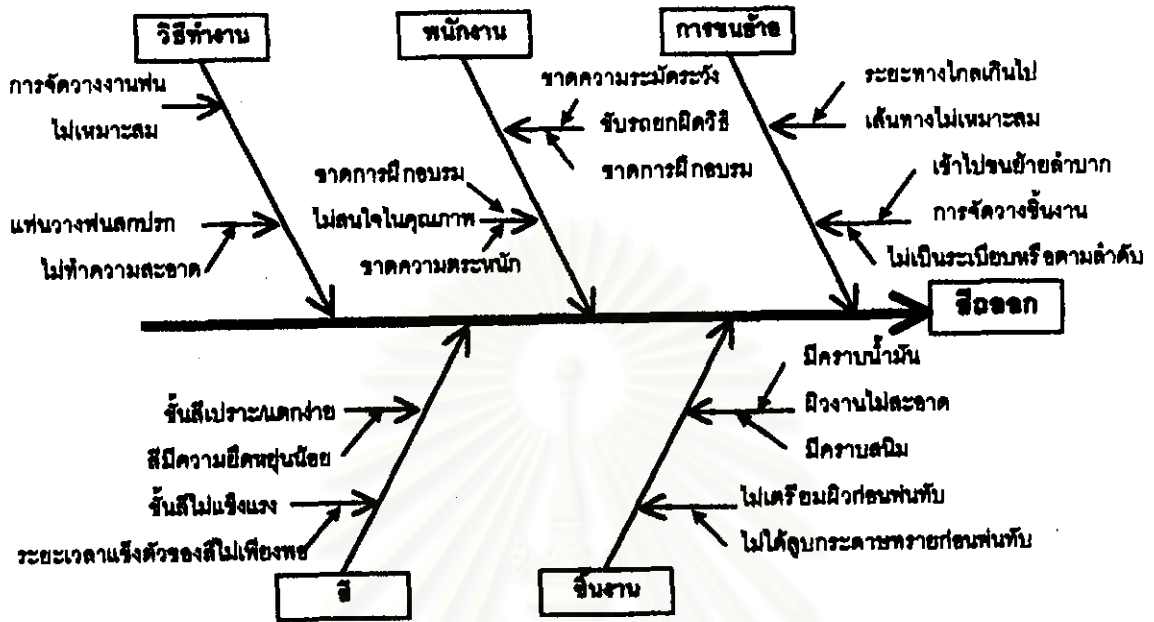 วิธีทำงาน
พนักงาน
การขนย้าย
การจัดวางงานพ่น
ไม่เหมาะสม
แท่นวางพ่นสกปรก
ไม่ทำความสะอาด
ขาดความระมัดระวัง
ขับรถยกผิดวิธี
ขาดการฝึกอบรม
ขาดการฝึกอบรม
ไม่สนใจในคุณภาพ
ขาดความตระหนัก
ระยะทางไกลเกินไป
เส้นทางไม่เหมาะสม
เข้าไปขนย้ายลำบาก
การจัดวางชิ้นงาน
ไม่เป็นระเบียบหรือตามลำดับ
สีถลอก
ชั้นสีเปราะ/แตกง่าย
สีมีความยืดหยุ่นน้อย
ชั้นสีไม่แข็งแรง
ระยะเวลาแข็งตัวของสีไม่เพียงพอ
สี
มีคราบน้ำมัน
ผิวงานไม่สะอาด
มีคราบสนิม
ไม่เตรียมผิวก่อนพ่นทับ
ไม่ได้ลูบกระดาษทรายก่อนพ่นทับ
ชิ้นงาน